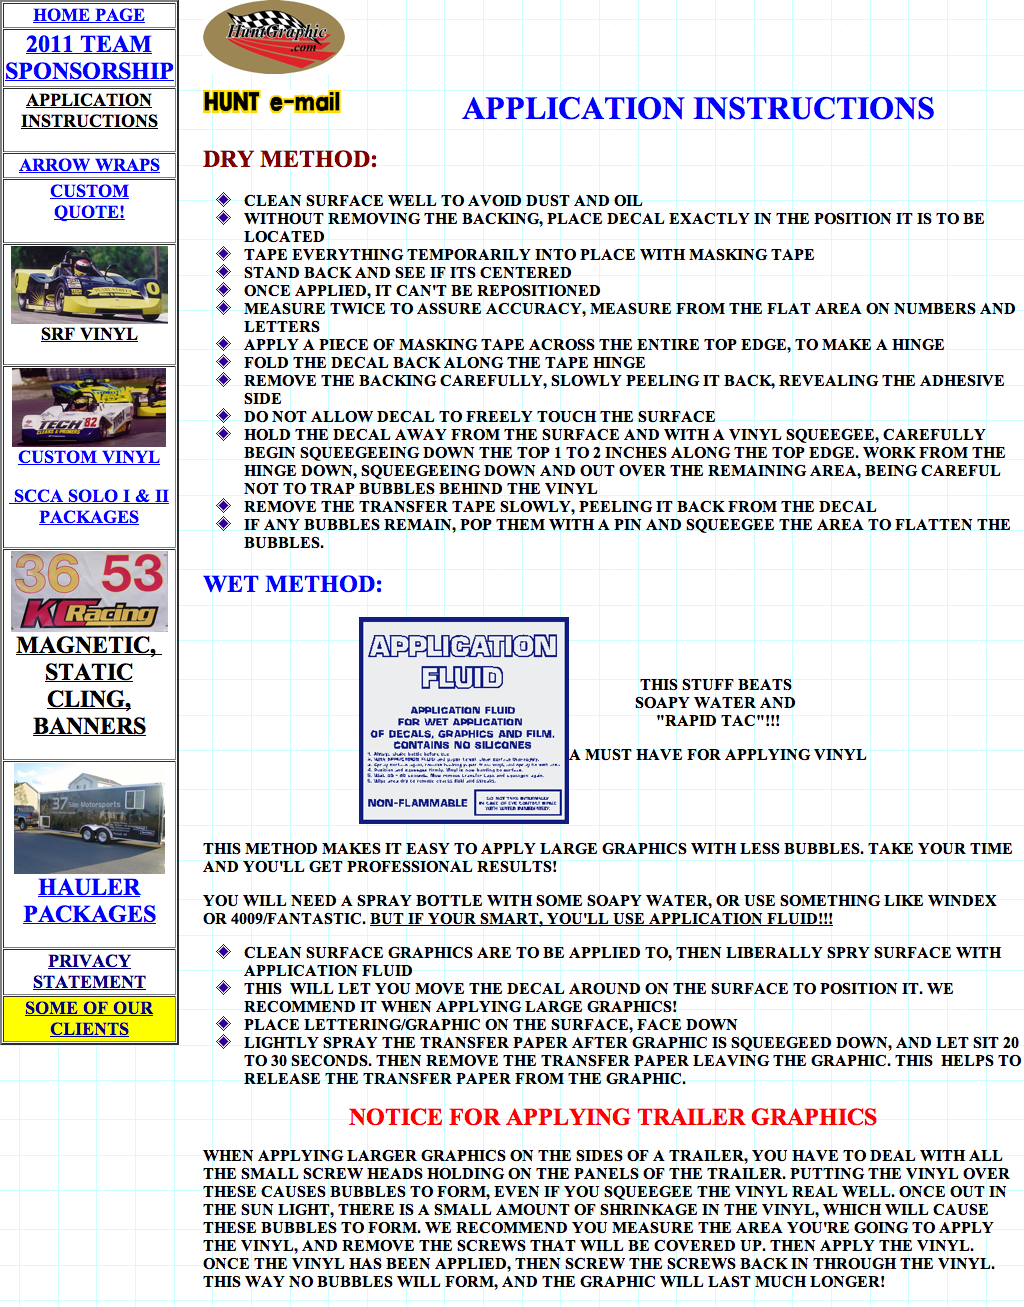 HOME PAGE
2011 TEAM
SPONSORSHIP
APPLICATION
INSTRUCTIONS
ARROW WRAPS
CUSTOM
QUOTE!
0
SRF VINYL
TECH 82
CUSTOM VINYL
SCCA SOLO I & II
PACKAGES
36 53
KC Racing
MAGNETIC,
STATIC
CLING,
BANNERS
37 Motorsports
HAULER
PACKAGES
PRIVACY
STATEMENT
SOME OF OUR
CLIENTS
HuntGraphic
.com
HUNT e-mail
APPLICATION INSTRUCTIONS
DRY METHOD:
CLEAN SURFACE WELL TO AVOID DUST AND OIL
WITHOUT REMOVING THE BACKING, PLACE DECAL EXACTLY IN THE POSITION IT IS TO BE
LOCATED
TAPE EVERYTHING TEMPORARILY INTO PLACE WITH MASKING TAPE
STAND BACK AND SEE IF ITS CENTERED
ONCE APPLIED, IT CAN'T BE REPOSITIONED
MEASURE TWICE TO ASSURE ACCURACY, MEASURE FROM THE FLAT AREA ON NUMBERS AND
LETTERS
APPLY A PIECE OF MASKING TAPE ACROSS THE ENTIRE TOP EDGE, TO MAKE A HINGE
FOLD THE DECAL BACK ALONG THE TAPE HINGE
REMOVE THE BACKING CAREFULLY, SLOWLY PEELING IT BACK, REVEALING THE ADHESIVE
SIDE
DO NOT ALLOW DECAL TO FREELY TOUCH THE SURFACE
HOLD THE DECAL AWAY FROM THE SURFACE AND WITH A VINYL SQUEEGEE, CAREFULLY
BEGIN SQUEEGEEING DOWN THE TOP 1 TO 2 INCHES ALONG THE TOP EDGE. WORK FROM THE
HINGE DOWN, SQUEEGEEING DOWN AND OUT OVER THE REMAINING AREA, BEING CAREFUL
NOT TO TRAP BUBBLES BEHIND THE VINYL
REMOVE THE TRANSFER TAPE SLOWLY, PEELING IT BACK FROM THE DECAL
IF ANY BUBBLES REMAIN, POP THEM WITH A PIN AND SQUEEGEE THE AREA TO FLATTEN THE
BUBBLES.
WET METHOD:
APPLICATION
FLUID
APPLICATION FLUID
FOR WET APPLICATION
OF DECALS, GRAPHICS AND FILM.
CONTAINS NO SILICONES
1. Always shake bottle before use
NON-FLAMMABLE
DO NOT TAKE INTERNALLY
IN CASE OF EYE CONTACT RINSE
WITH WATER IMMEDIATELY.
THIS STUFF BEATS
SOAPY WATER AND
"RAPID TAC"!!!
A MUST HAVE FOR APPLYING VINYL
THIS METHOD MAKES IT EASY TO APPLY LARGE GRAPHICS WITH LESS BUBBLES. TAKE YOUR TIME
AND YOU'LL GET PROFESSIONAL RESULTS!
YOU WILL NEED A SPRAY BOTTLE WITH SOME SOAPY WATER, OR USE SOMETHING LIKE WINDEX
OR 4009/FANTASTIC. BUT IF YOUR SMART, YOU'LL USE APPLICATION FLUID!!!
CLEAN SURFACE GRAPHICS ARE TO BE APPLIED TO, THEN LIBERALLY SPRY SURFACE WITH
APPLICATION FLUID
THIS WILL LET YOU MOVE THE DECAL AROUND ON THE SURFACE TO POSITION IT. WE
RECOMMEND IT WHEN APPLYING LARGE GRAPHICS!
PLACE LETTERING/GRAPHIC ON THE SURFACE, FACE DOWN
LIGHTLY SPRAY THE TRANSFER PAPER AFTER GRAPHIC IS SQUEEGEED DOWN, AND LET SIT 20
TO 30 SECONDS. THEN REMOVE THE TRANSFER PAPER LEAVING THE GRAPHIC. THIS HELPS TO
RELEASE THE TRANSFER PAPER FROM THE GRAPHIC.
NOTICE FOR APPLYING TRAILER GRAPHICS
WHEN APPLYING LARGER GRAPHICS ON THE SIDES OF A TRAILER, YOU HAVE TO DEAL WITH ALL
THE SMALL SCREW HEADS HOLDING ON THE PANELS OF THE TRAILER. PUTTING THE VINYL OVER
THESE CAUSES BUBBLES TO FORM, EVEN IF YOU SQUEEGEE THE VINYL REAL WELL. ONCE OUT IN
THE SUN LIGHT, THERE IS A SMALL AMOUNT OF SHRINKAGE IN THE VINYL, WHICH WILL CAUSE
THESE BUBBLES TO FORM. WE RECOMMEND YOU MEASURE THE AREA YOU'RE GOING TO APPLY
THE VINYL, AND REMOVE THE SCREWS THAT WILL BE COVERED UP. THEN APPLY THE VINYL.
ONCE THE VINYL HAS BEEN APPLIED, THEN SCREW THE SCREWS BACK IN THROUGH THE VINYL.
THIS WAY NO BUBBLES WILL FORM, AND THE GRAPHIC WILL LAST MUCH LONGER!